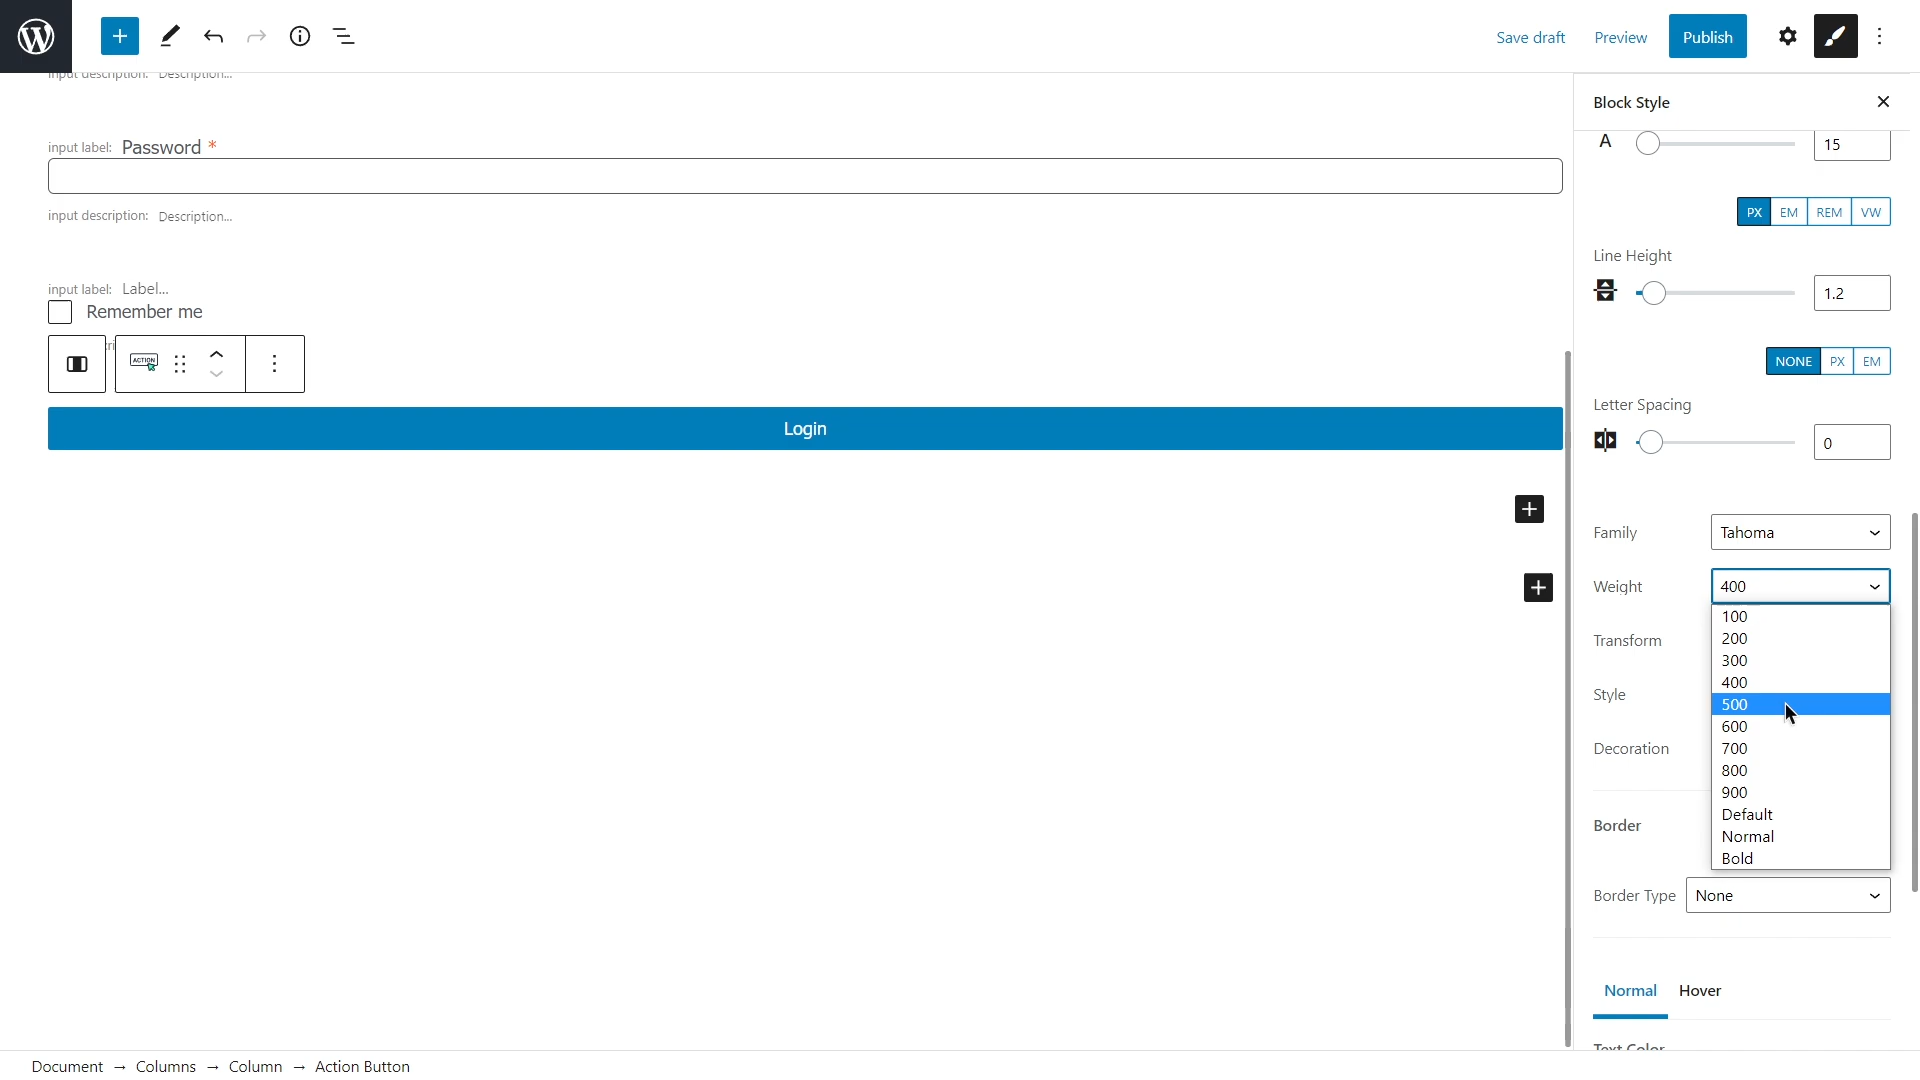 Save draft
Preview
Publish
input description: Description...
input label: Password *
input description: Description...
input label: Label...
Remember me
ACTION
Login
Block Style
A
15
PX EM REM VW
Line Height
1.2
NONE PX EM
Letter Spacing
0
Family Tahoma
Weight 400
100
200
300
400
500
600
700
800
900
Default
Normal
Bold
Transform
Style
Decoration
Border
Border Type None
Normal Hover
Text Color
Document → Columns → Column → Action Button